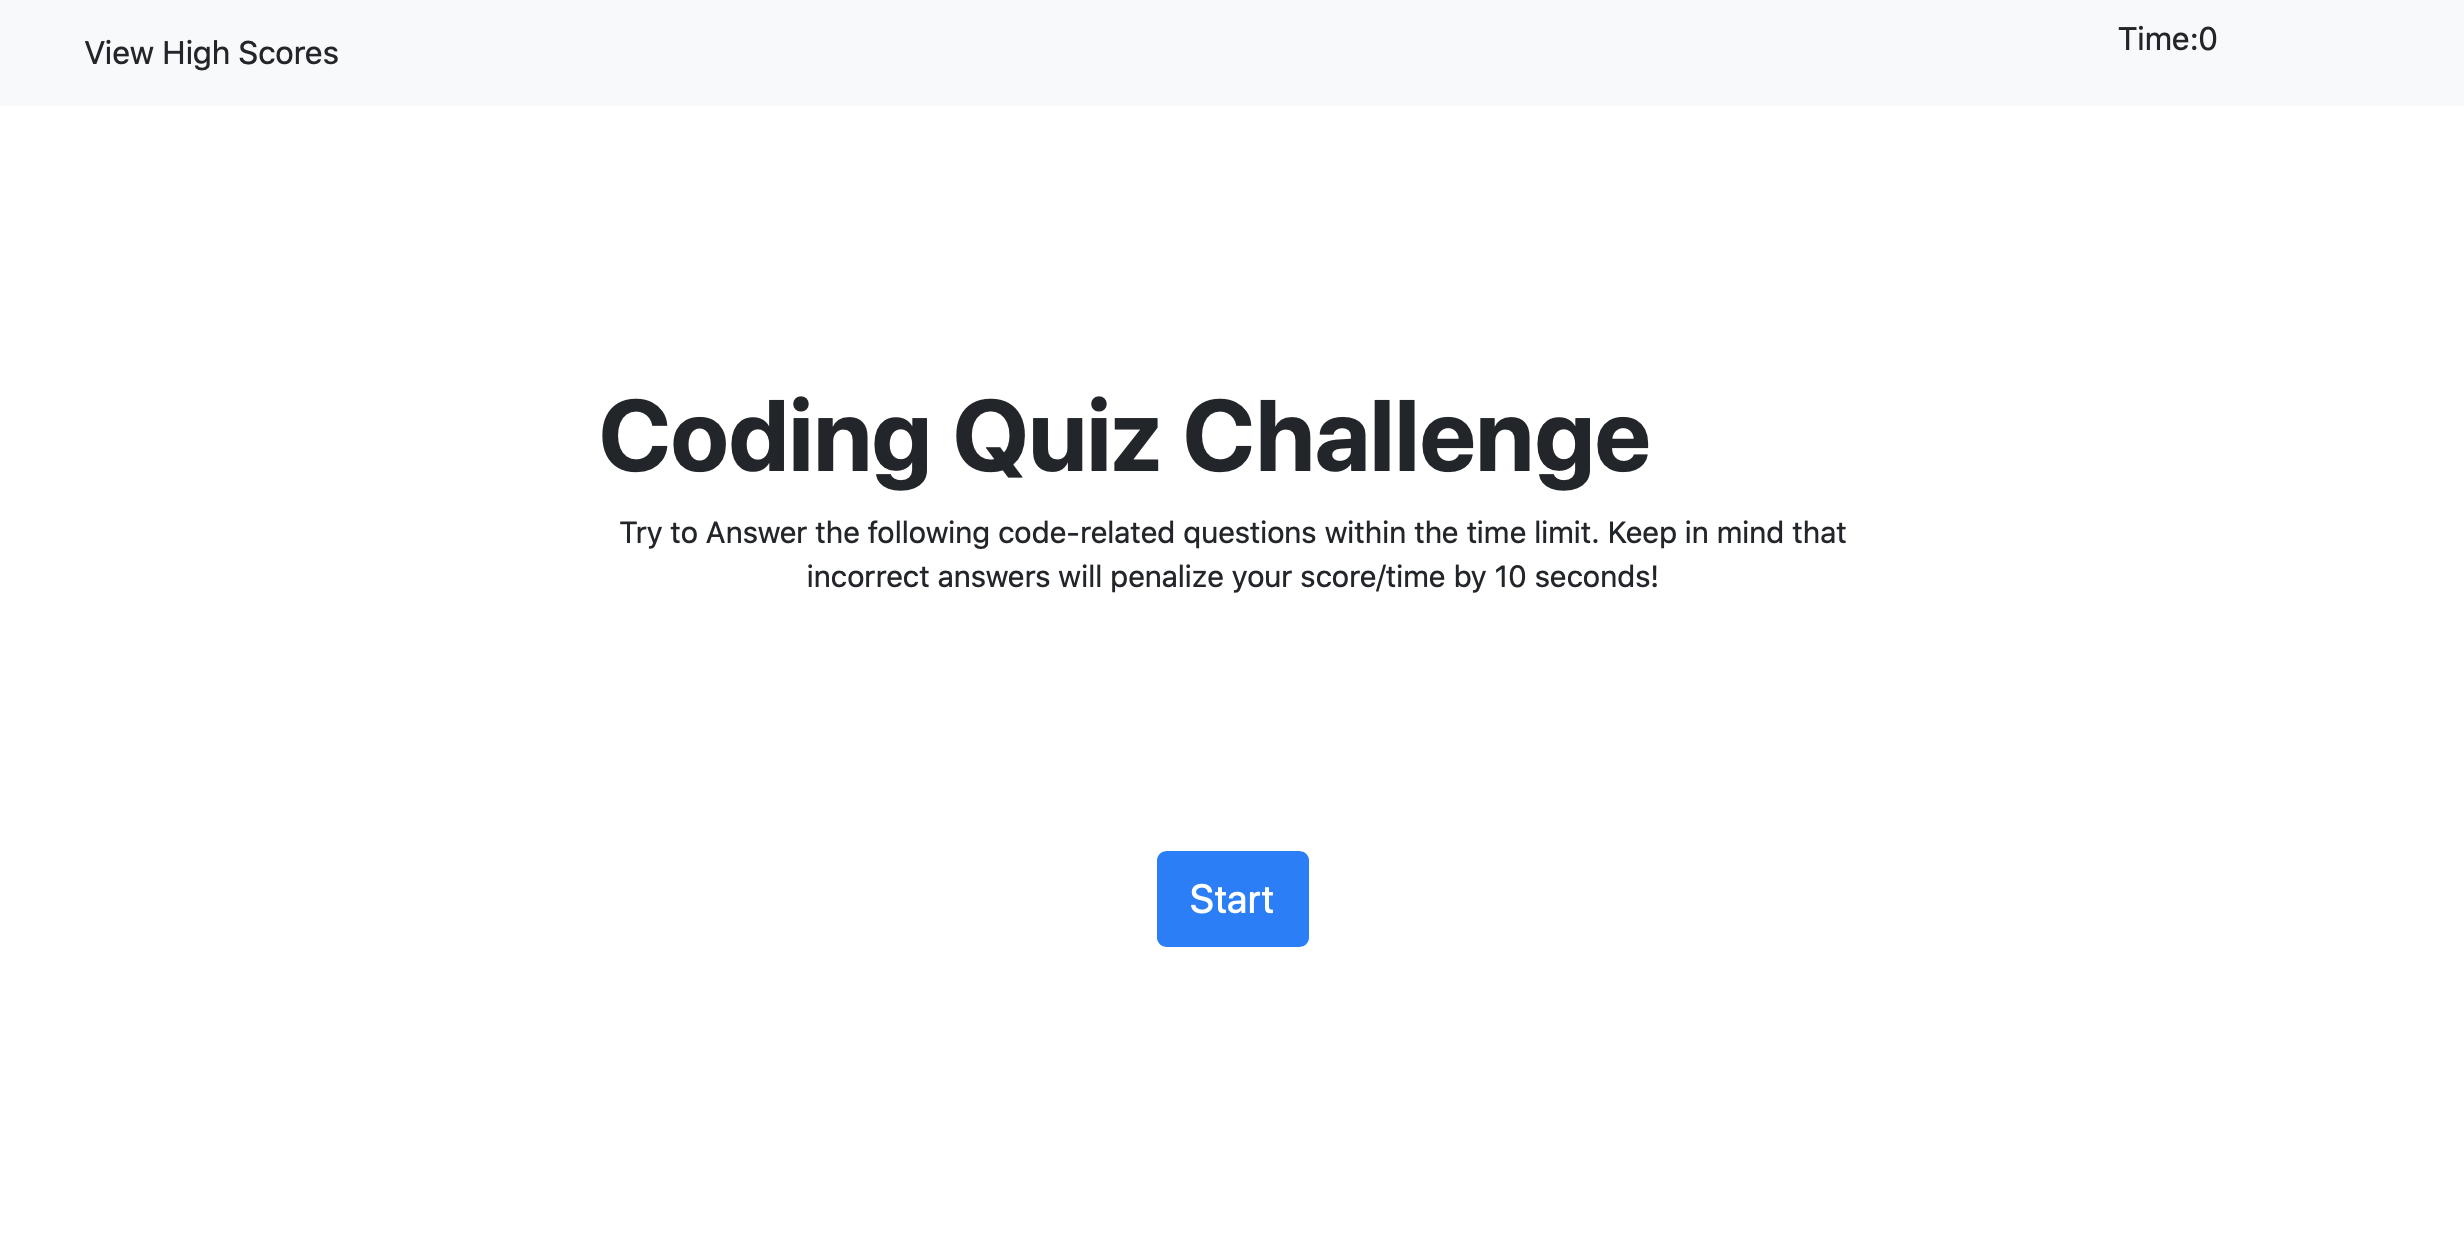 View High Scores
Time:0
Coding Quiz Challenge
Try to Answer the following code-related questions within the time limit. Keep in mind that
incorrect answers will penalize your score/time by 10 seconds!
Start